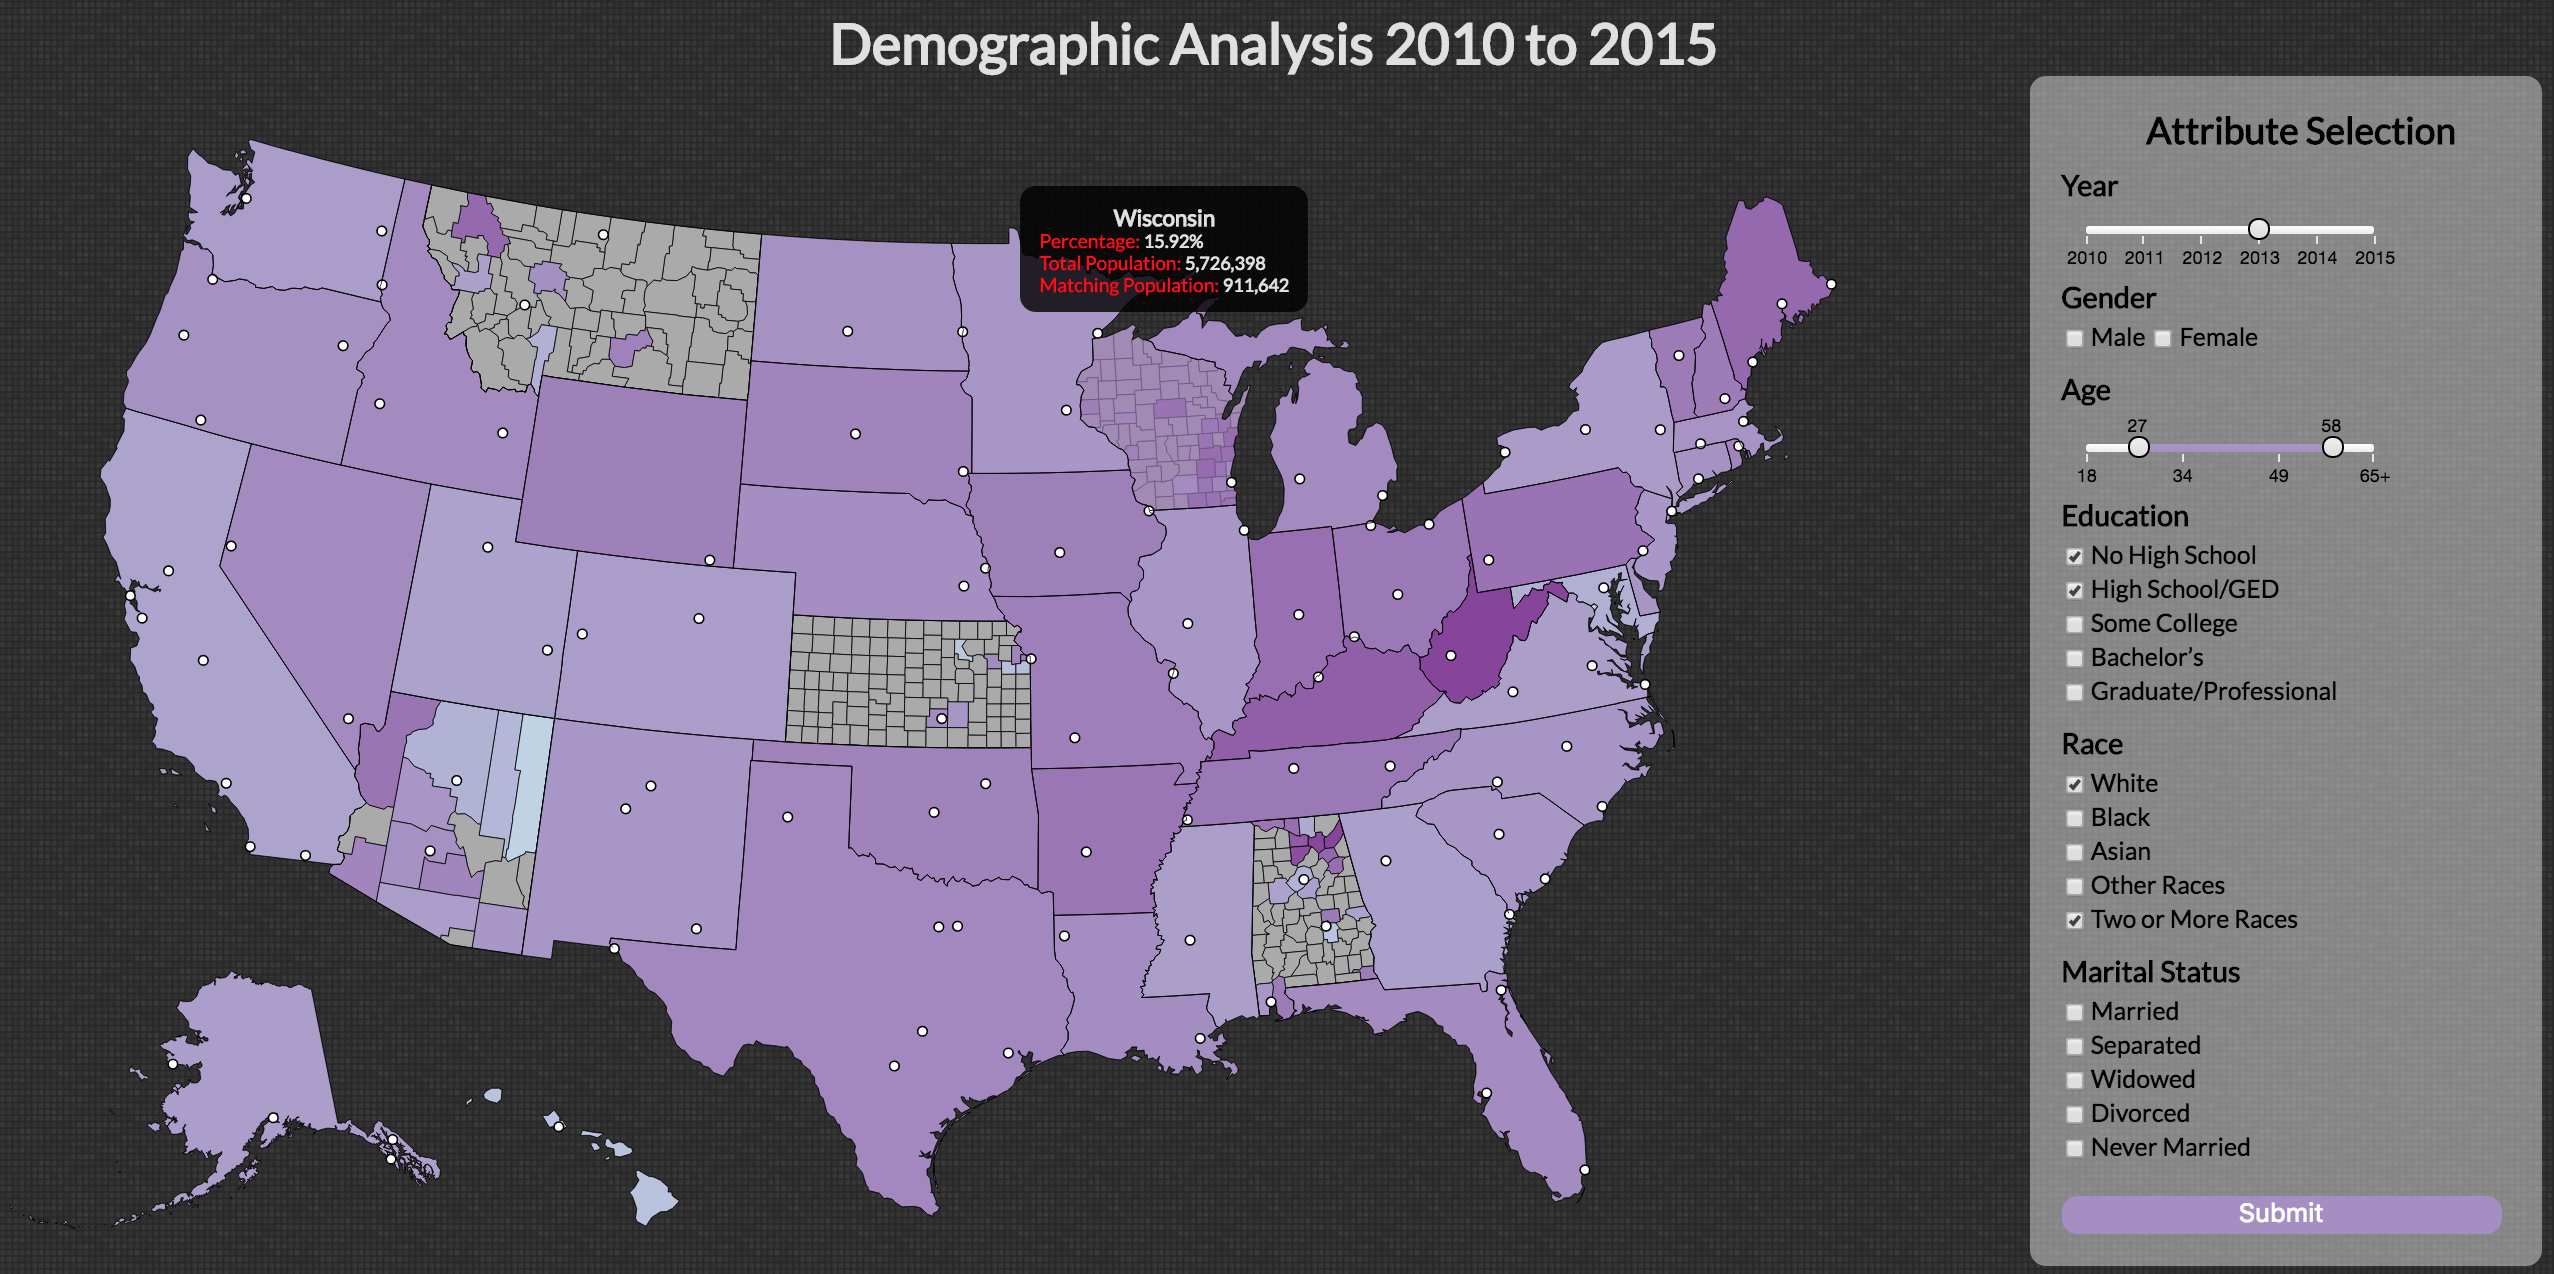 Demographic Analysis 2010 to 2015
Wisconsin
Percentage: 15.92%
Total Population: 5,726,398
Matching Population: 911,642
Attribute Selection
Year
2010 2011 2012 2013 2014 2015
Gender
Male Female
Age
27 58
18 34 49 65+
Education
No High School
High School/GED
Some College
Bachelor’s
Graduate/Professional
Race
White
Black
Asian
Other Races
Two or More Races
Marital Status
Married
Separated
Widowed
Divorced
Never Married
Submit